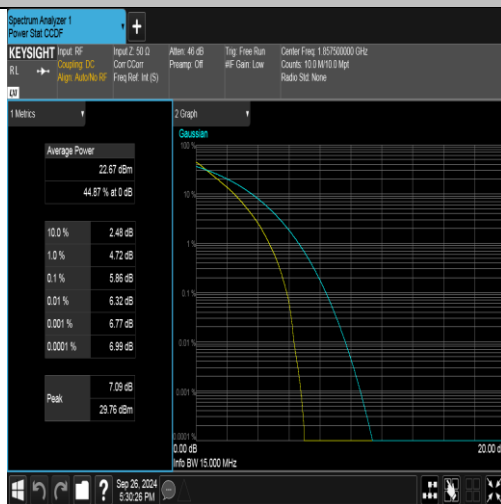 Spectrum Analyzer 1
Power Stat CCDF
+
KEYSIGHT
RL
LXI
Input: RF
Coupling: DC
Align: Auto/No RF
Input Z: 50 Ω
Corr CCorr
Freq Ref: Int (S)
Atten: 46 dB
Preamp: Off
Trig: Free Run
#IF Gain: Low
Center Freq: 1.857500000 GHz
Counts: 10.0 M/10.0 Mpt
Radio Std: None
1 Metrics
Average Power
22.67 dBm
44.87 % at 0 dB
10.0 % 2.48 dB
1.0 % 4.72 dB
0.1 % 5.86 dB
0.01 % 6.32 dB
0.001 % 6.77 dB
0.0001 % 6.99 dB
Peak
7.09 dB
29.76 dBm
2 Graph
Gaussian
100 %
10 %
1 %
0.1 %
0.01 %
0.001 %
0.0001 %
0.00 dB
20.00 d
Info BW 15.000 MHz
?
Sep 26, 2024
5:30:26 PM